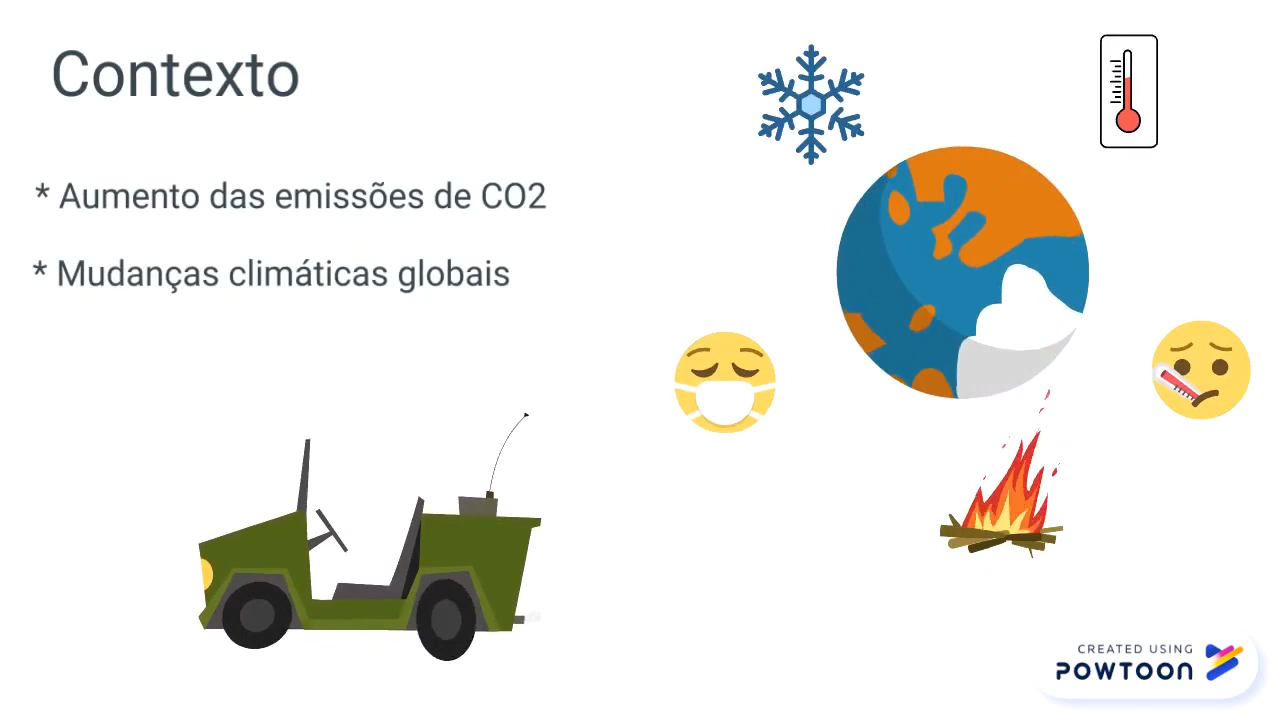 Contexto
* Aumento das emissões de CO2
* Mudanças climáticas globais
CREATED USING
POWTOON